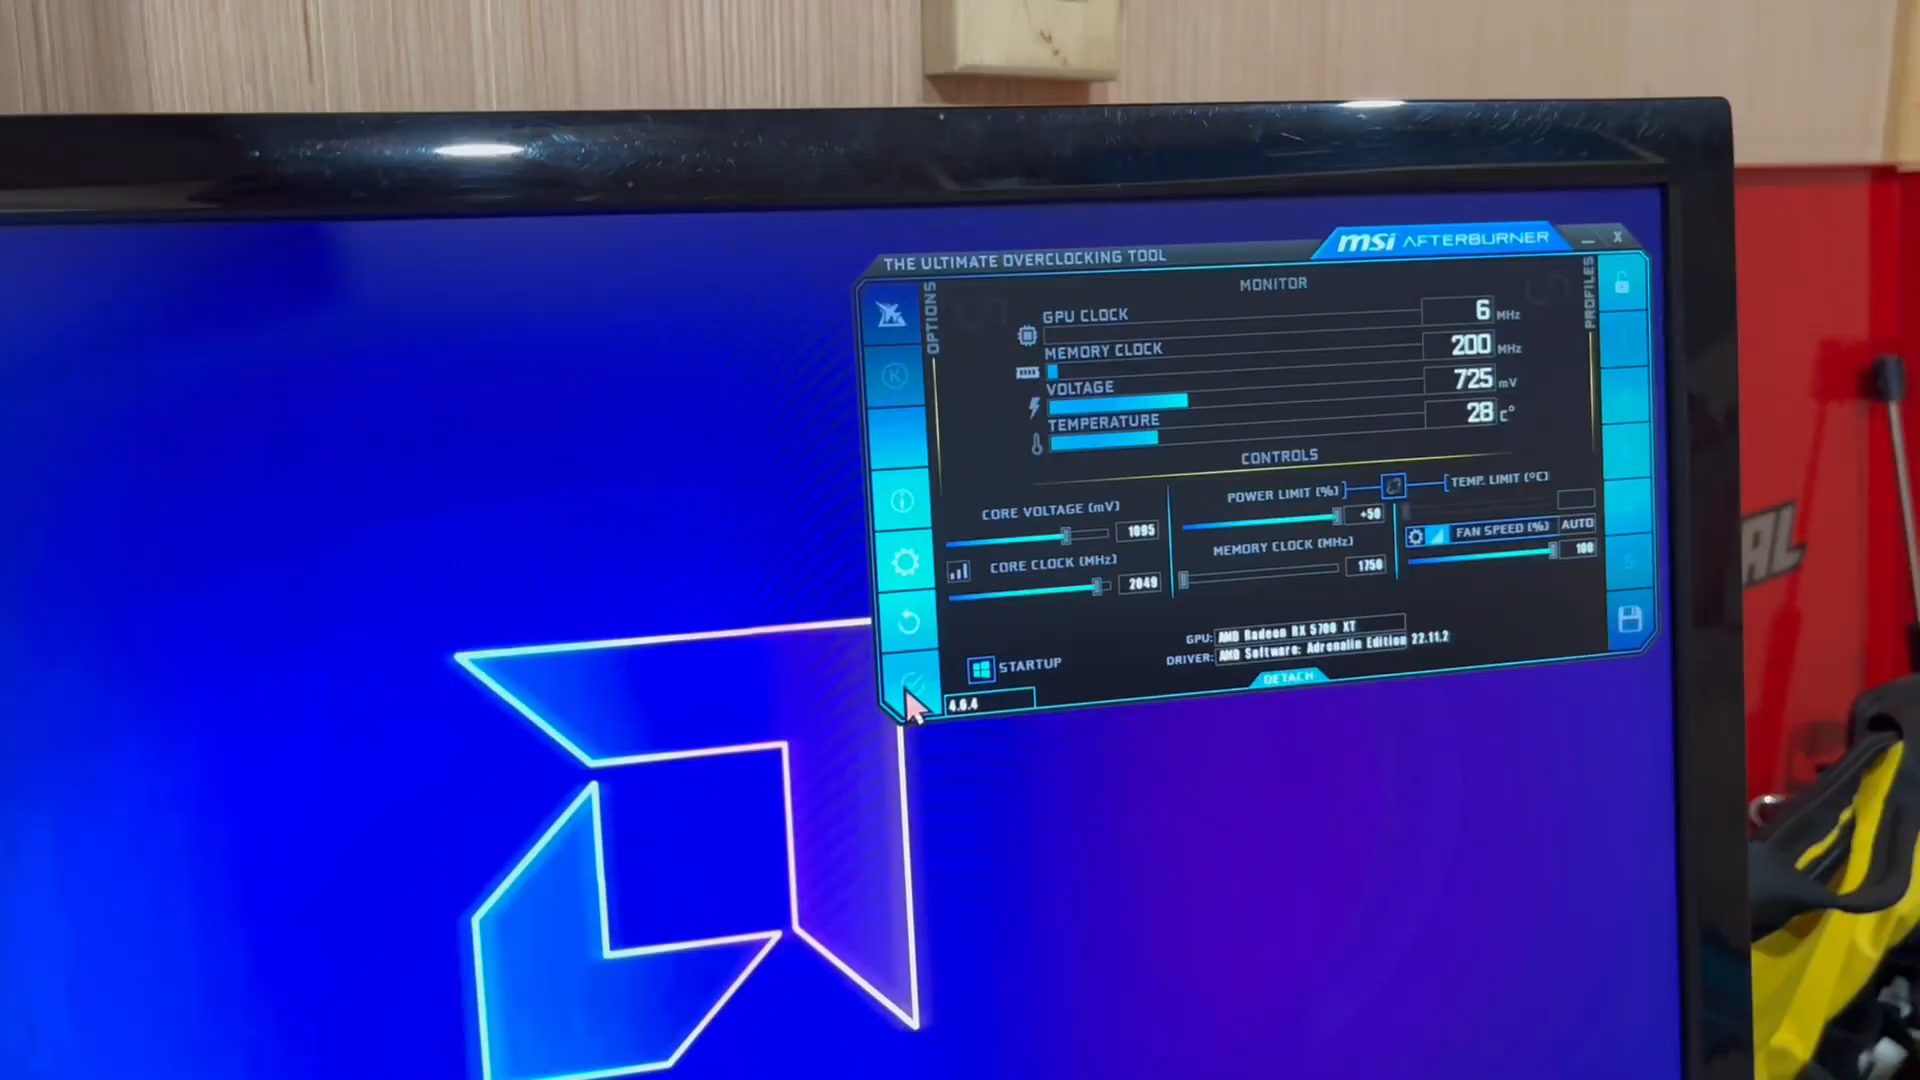 msi AFTERBURNER
THE ULTIMATE OVERCLOCKING TOOL
X
MONITOR
OPTIONS
PROFILES
GPU CLOCK
6 MHz
K
MEMORY CLOCK
200 MHz
VOLTAGE
725 mV
TEMPERATURE
28 C°
CONTROLS
CORE VOLTAGE (mV)
1095
POWER LIMIT (%)
+50
TEMP. LIMIT (°C)
FAN SPEED (%)
AUTO
100
CORE CLOCK (MHz)
2049
MEMORY CLOCK (MHz)
1750
5
GPU: AMD Radeon RX 5700 XT
DRIVER: AMD Software: Adrenalin Edition 22.11.2
STARTUP
DETACH
4.6.4
AL